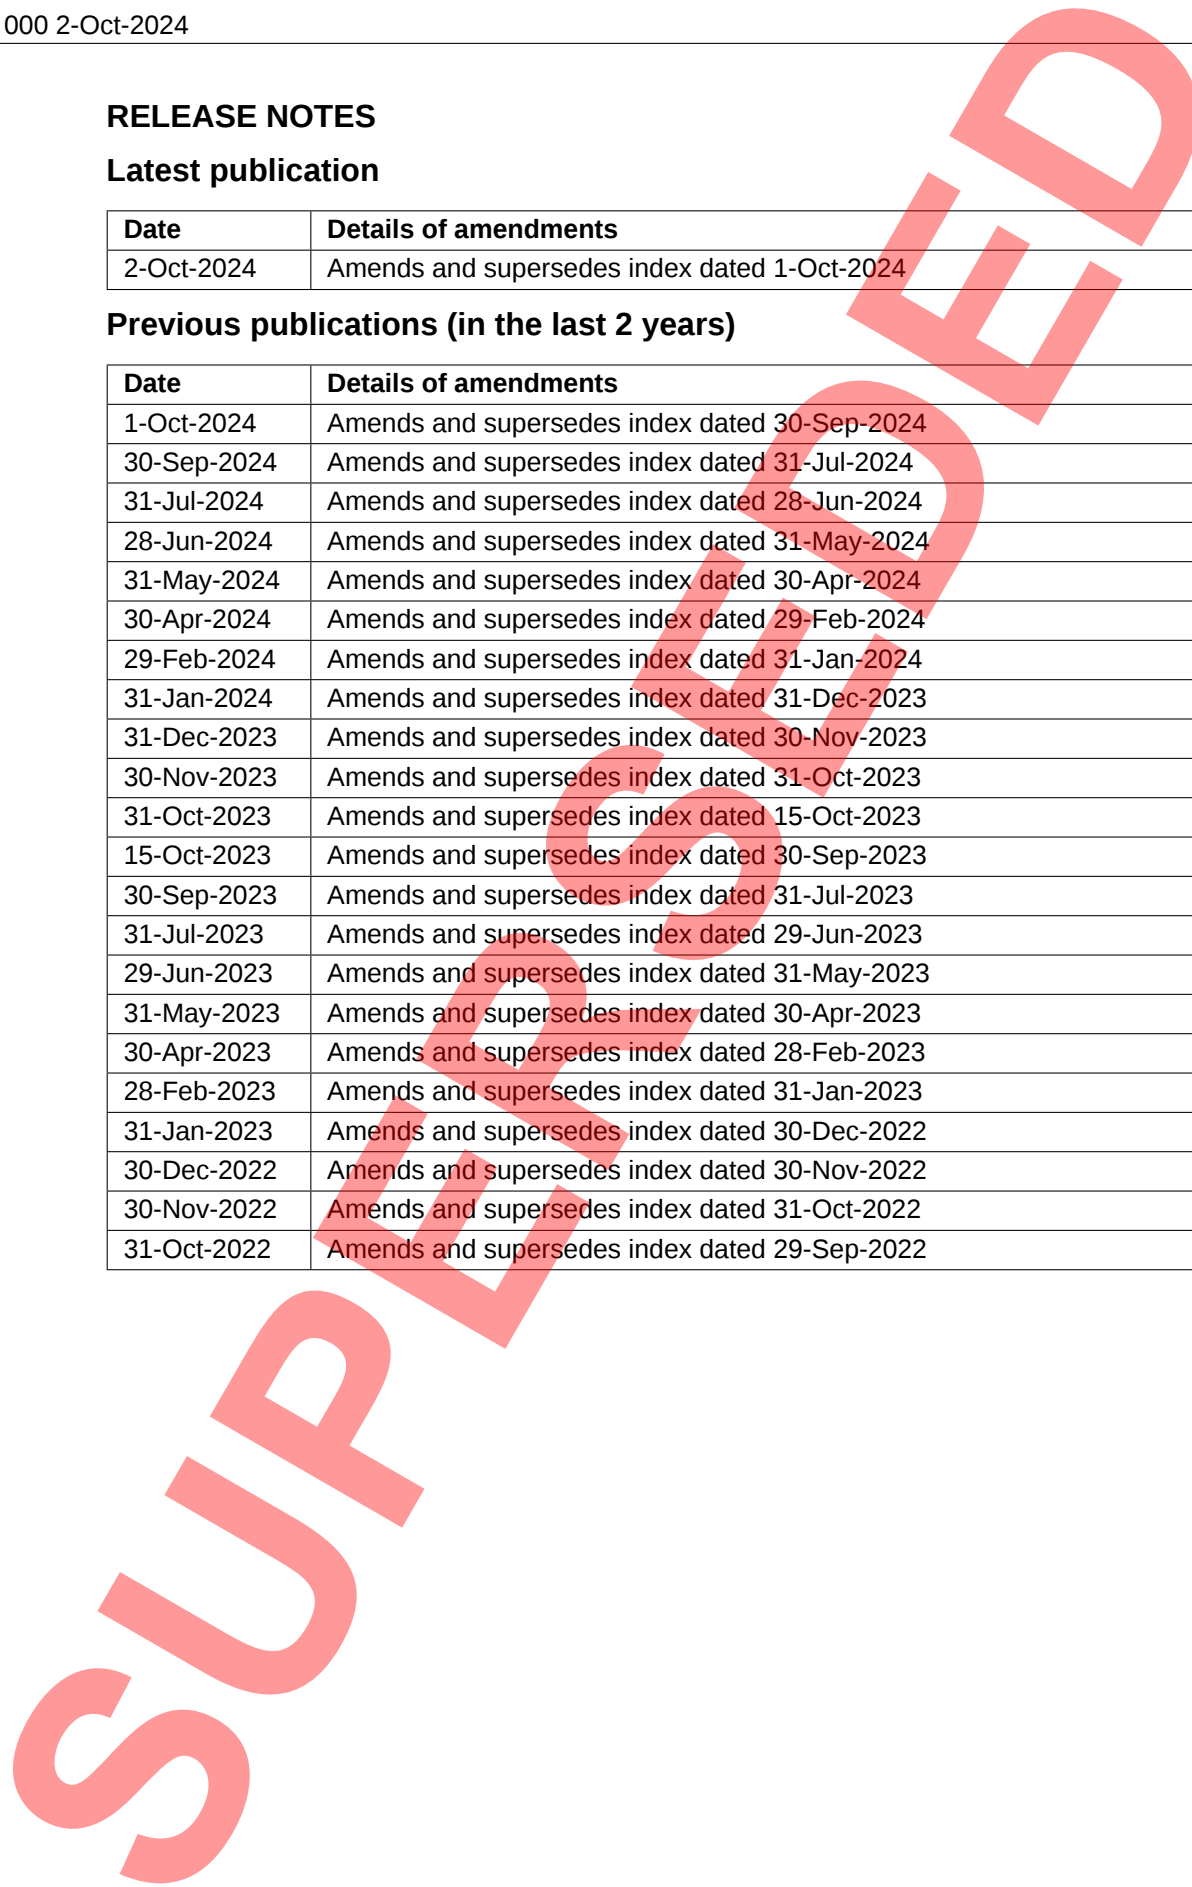 000 2-Oct-2024
RELEASE NOTES
Latest publication
Date Details of amendments
2-Oct-2024 Amends and supersedes index dated 1-Oct-2024
Previous publications (in the last 2 years)
Date Details of amendments
1-Oct-2024 Amends and supersedes index dated 30-Sep-2024
30-Sep-2024 Amends and supersedes index dated 31-Jul-2024
31-Jul-2024 Amends and supersedes index dated 28-Jun-2024
28-Jun-2024 Amends and supersedes index dated 31-May-2024
31-May-2024 Amends and supersedes index dated 30-Apr-2024
30-Apr-2024 Amends and supersedes index dated 29-Feb-2024
29-Feb-2024 Amends and supersedes index dated 31-Jan-2024
31-Jan-2024 Amends and supersedes index dated 31-Dec-2023
31-Dec-2023 Amends and supersedes index dated 30-Nov-2023
30-Nov-2023 Amends and supersedes index dated 31-Oct-2023
31-Oct-2023 Amends and supersedes index dated 15-Oct-2023
15-Oct-2023 Amends and supersedes index dated 30-Sep-2023
30-Sep-2023 Amends and supersedes index dated 31-Jul-2023
31-Jul-2023 Amends and supersedes index dated 29-Jun-2023
29-Jun-2023 Amends and supersedes index dated 31-May-2023
31-May-2023 Amends and supersedes index dated 30-Apr-2023
30-Apr-2023 Amends and supersedes index dated 28-Feb-2023
28-Feb-2023 Amends and supersedes index dated 31-Jan-2023
31-Jan-2023 Amends and supersedes index dated 30-Dec-2022
30-Dec-2022 Amends and supersedes index dated 30-Nov-2022
30-Nov-2022 Amends and supersedes index dated 31-Oct-2022
31-Oct-2022 Amends and supersedes index dated 29-Sep-2022
SUPERSEDED